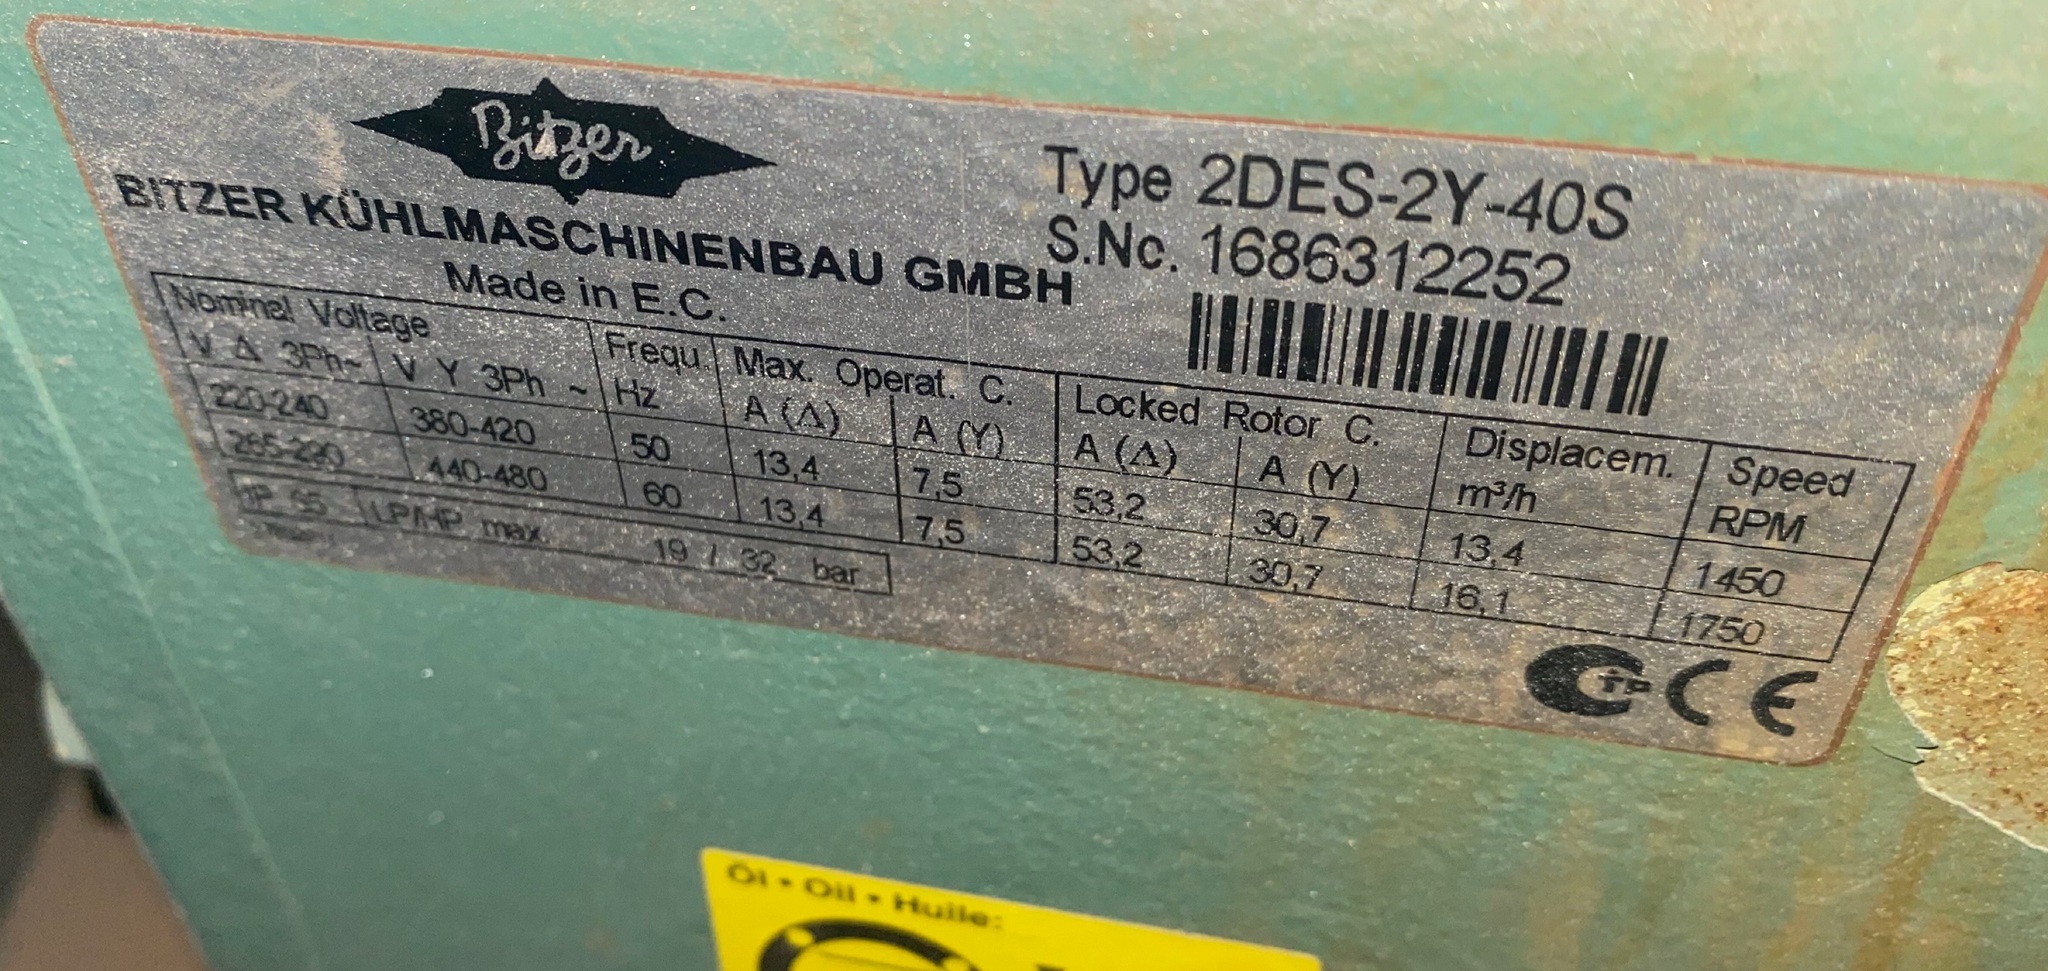 Bitzer
BITZER KÜHLMASCHINENBAU GMBH
Made in E.C.
Type 2DES-2Y-40S
S.Nc. 1686312252
Nominal Voltage Frequ. Max. Operat. C. Locked Rotor C. Displacem. Speed
V Δ 3Ph~ V Y 3Ph ~ Hz A (Δ) A (Y) A (Δ) A (Y) m³/h RPM
220-240 380-420 50 13,4 7,5 53,2 30,7 13,4 1450
265-290 440-480 60 13,4 7,5 53,2 30,7 16,1 1750
IP 65 LP/HP max. 19 / 32 bar
CE
Öl • Oil • Huile: